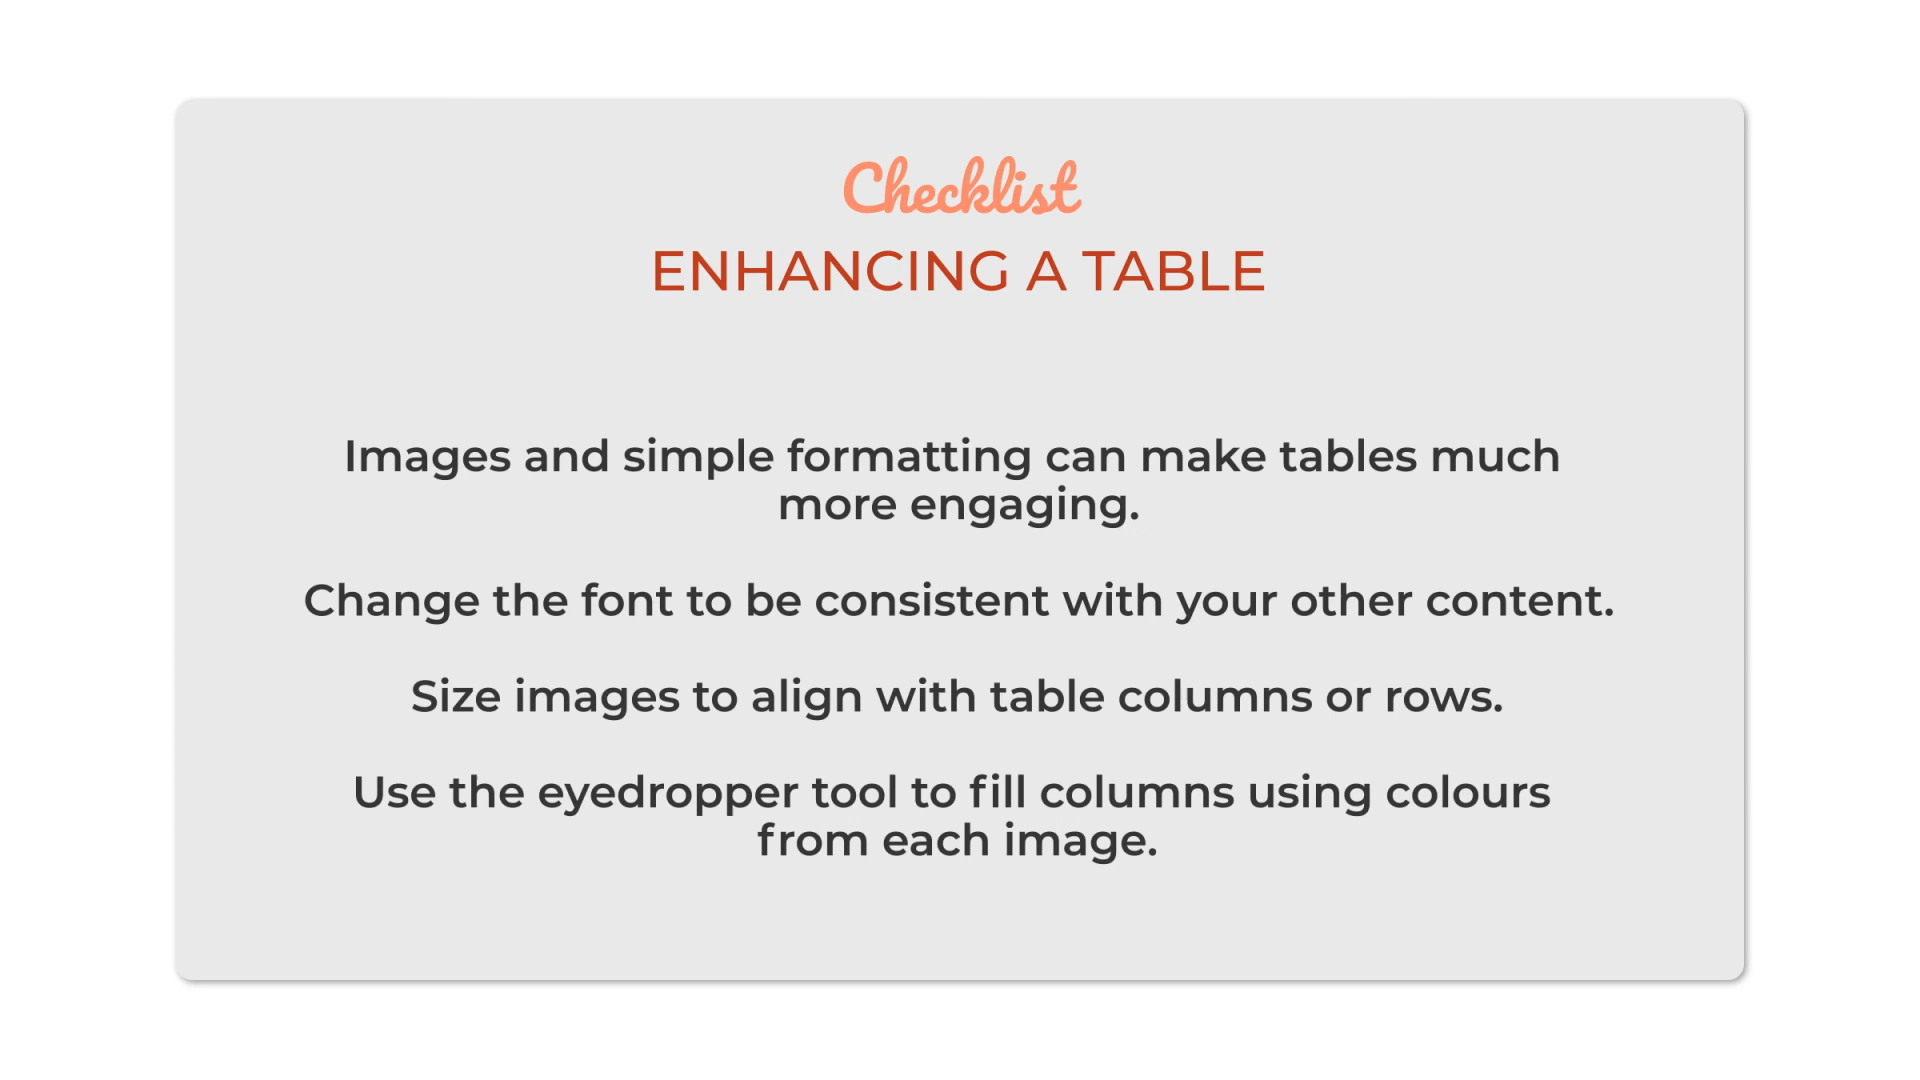 Checklist
ENHANCING A TABLE
Images and simple formatting can make tables much
more engaging.
Change the font to be consistent with your other content.
Size images to align with table columns or rows.
Use the eyedropper tool to fill columns using colours
from each image.